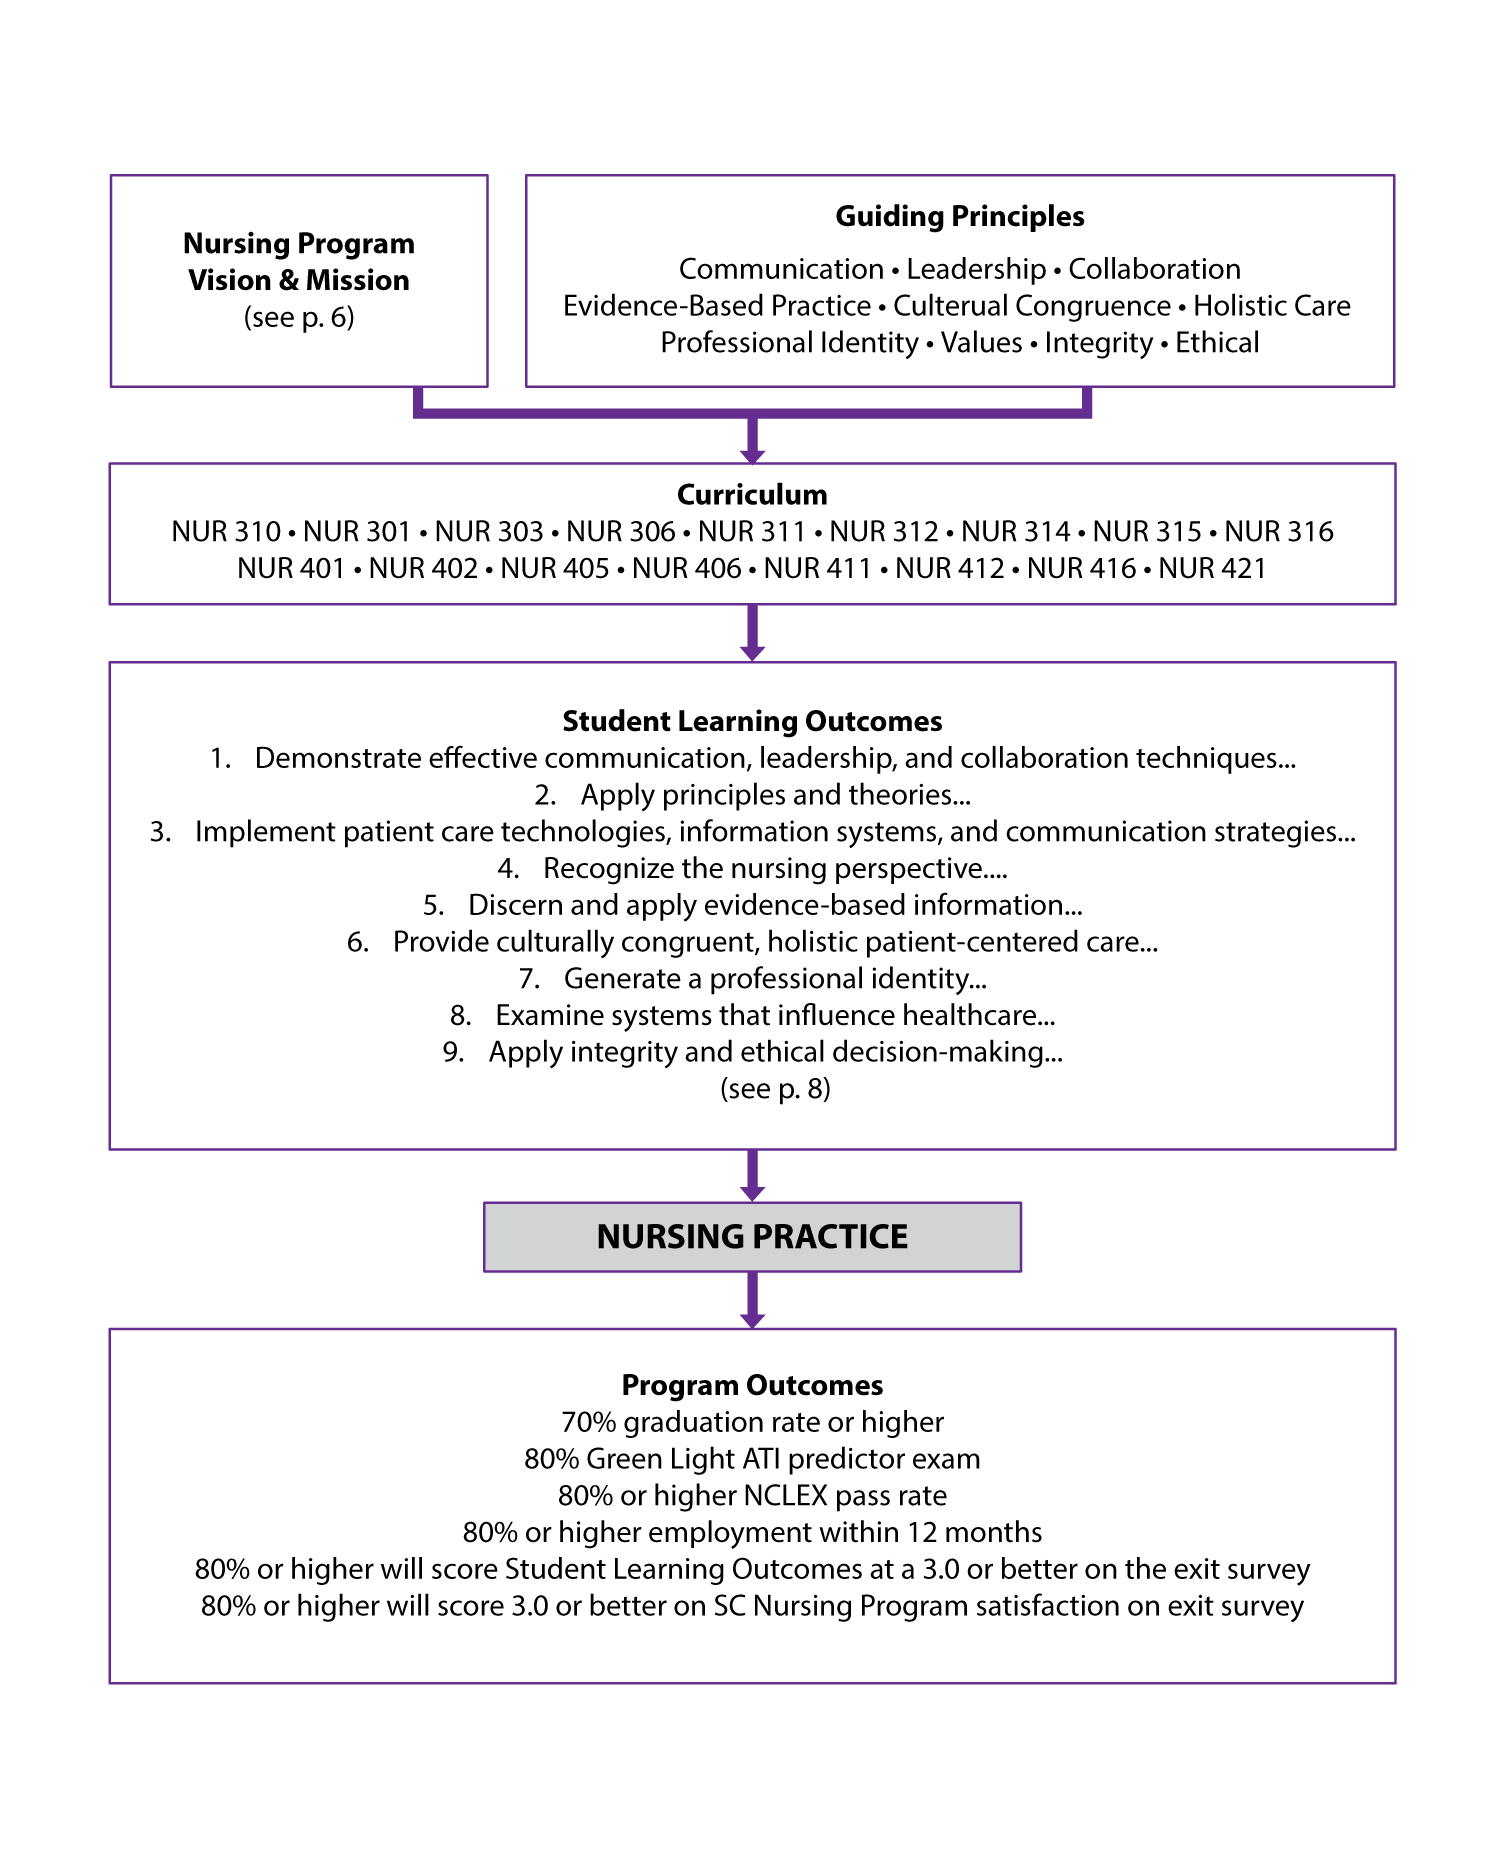 Nursing Program
Vision & Mission
(see p. 6)
Guiding Principles
Communication • Leadership • Collaboration
Evidence-Based Practice • Culterual Congruence • Holistic Care
Professional Identity • Values • Integrity • Ethical
Curriculum
NUR 310 • NUR 301 • NUR 303 • NUR 306 • NUR 311 • NUR 312 • NUR 314 • NUR 315 • NUR 316
NUR 401 • NUR 402 • NUR 405 • NUR 406 • NUR 411 • NUR 412 • NUR 416 • NUR 421
Student Learning Outcomes
1. Demonstrate effective communication, leadership, and collaboration techniques...
2. Apply principles and theories...
3. Implement patient care technologies, information systems, and communication strategies...
4. Recognize the nursing perspective....
5. Discern and apply evidence-based information...
6. Provide culturally congruent, holistic patient-centered care...
7. Generate a professional identity...
8. Examine systems that influence healthcare...
9. Apply integrity and ethical decision-making...
(see p. 8)
NURSING PRACTICE
Program Outcomes
70% graduation rate or higher
80% Green Light ATI predictor exam
80% or higher NCLEX pass rate
80% or higher employment within 12 months
80% or higher will score Student Learning Outcomes at a 3.0 or better on the exit survey
80% or higher will score 3.0 or better on SC Nursing Program satisfaction on exit survey